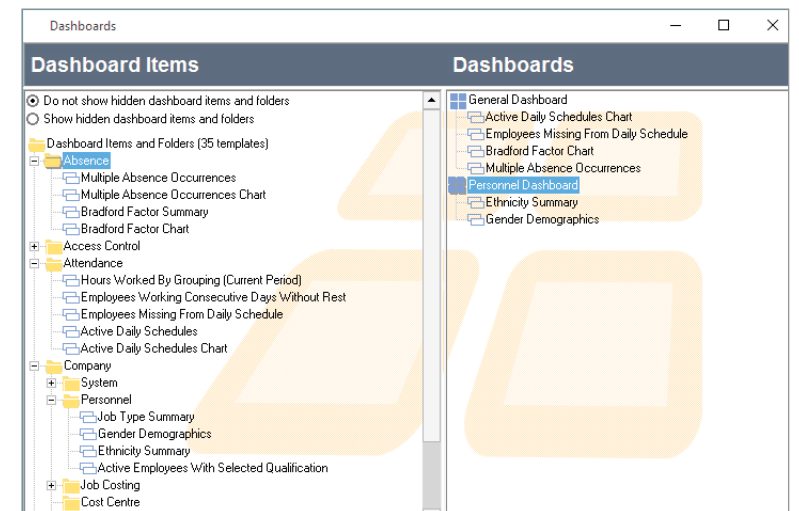 Dashboards
Dashboard Items
Do not show hidden dashboard items and folders
Show hidden dashboard items and folders
Dashboard Items and Folders (35 templates)
Absence
Multiple Absence Occurrences
Multiple Absence Occurrences Chart
Bradford Factor Summary
Bradford Factor Chart
Access Control
Attendance
Hours Worked By Grouping (Current Period)
Employees Working Consecutive Days Without Rest
Employees Missing From Daily Schedule
Active Daily Schedules
Active Daily Schedules Chart
Company
System
Personnel
Job Type Summary
Gender Demographics
Ethnicity Summary
Active Employees With Selected Qualification
Job Costing
Cost Centre
Dashboards
General Dashboard
Active Daily Schedules Chart
Employees Missing From Daily Schedule
Bradford Factor Chart
Multiple Absence Occurrences
Personnel Dashboard
Ethnicity Summary
Gender Demographics